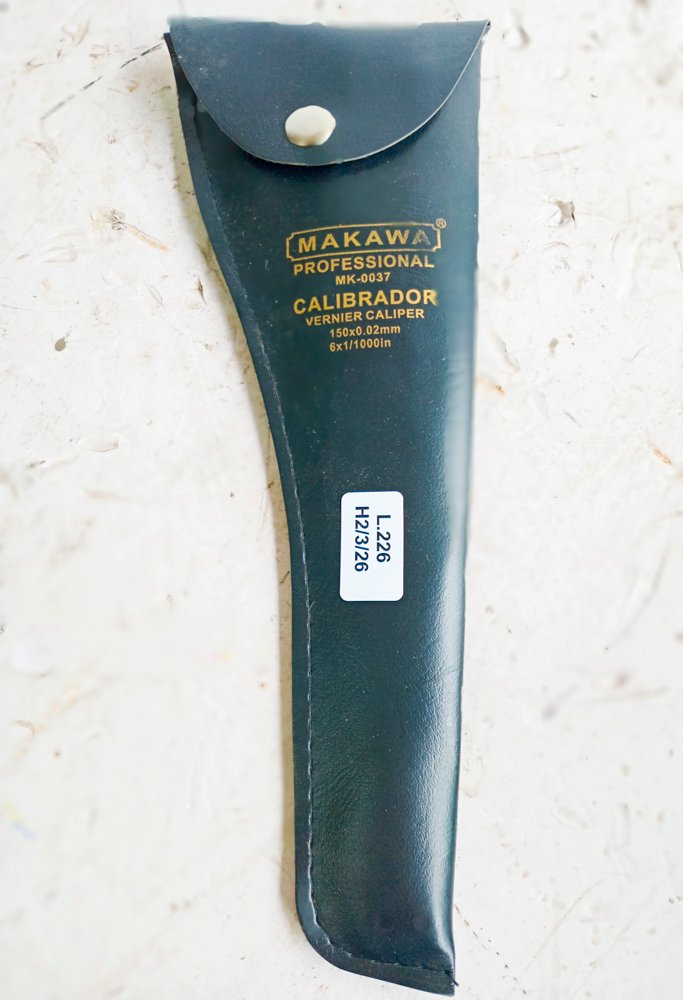 MAKAWA®
PROFESSIONAL
MK-0037
CALIBRADOR
VERNIER CALIPER
150x0.02mm
6x1/1000in
L.226
H2/3/26